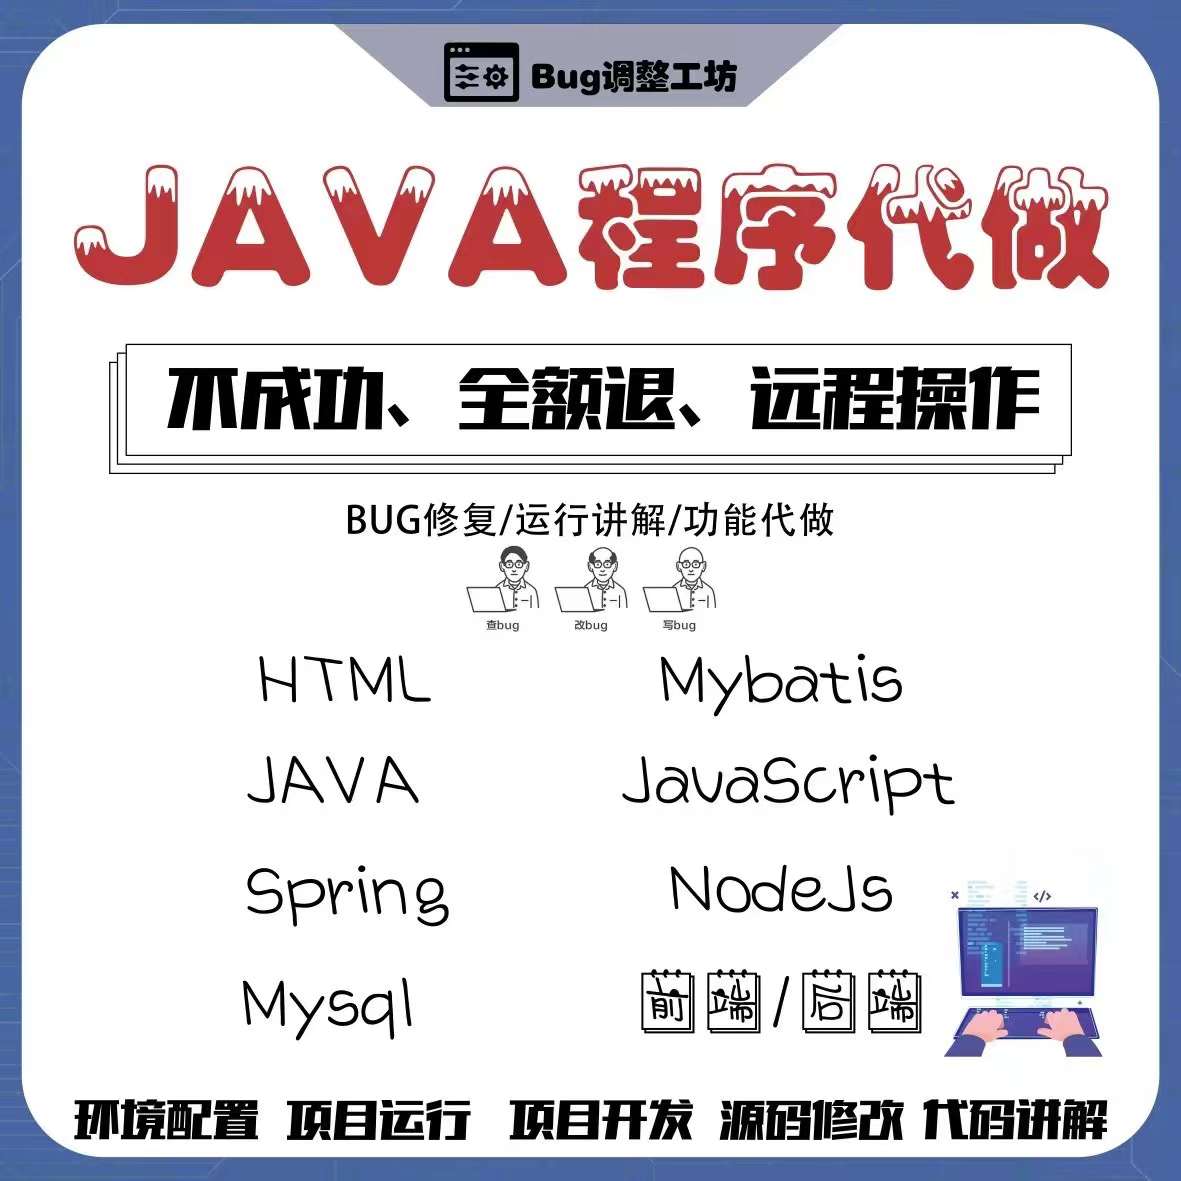 Bug调整工坊
JAVA程序代做
不成功、全额退、远程操作
BUG修复/运行讲解/功能代做
查bug 改bug 写bug
HTML Mybatis
JAVA JavaScript
Spring NodeJs
Mysql 前端/后端
</>
环境配置 项目运行 项目开发 源码修改 代码讲解